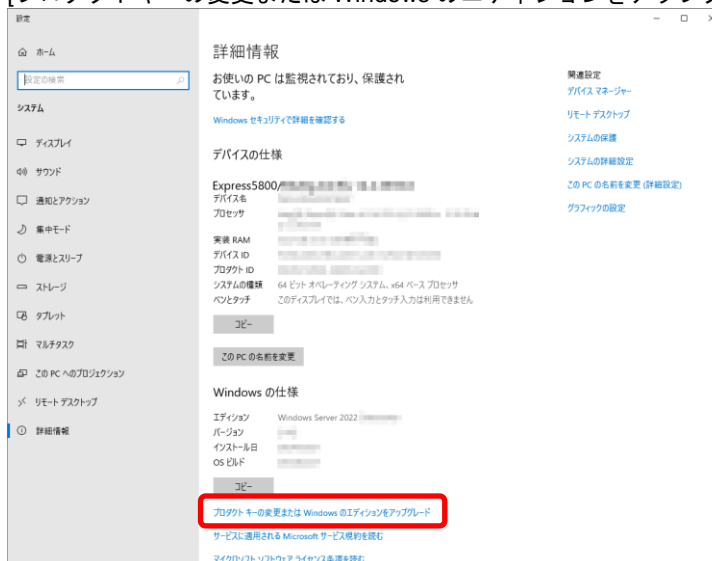 [プロダクト キーの変更または Windows のエディションをアップグ
設定
ホーム
設定の検索
システム
ディスプレイ
サウンド
通知とアクション
集中モード
電源とスリープ
ストレージ
タブレット
マルチタスク
この PC へのプロジェクション
リモート デスクトップ
詳細情報
詳細情報
お使いの PC は監視されており、保護され
ています。
Windows セキュリティで詳細を確認する
デバイスの仕様
Express5800/
デバイス名
プロセッサ
実装 RAM
デバイス ID
プロダクト ID
システムの種類 64 ビット オペレーティング システム、x64 ベース プロセッサ
ペンとタッチ このディスプレイでは、ペン入力とタッチ入力は利用できません
コピー
この PC の名前を変更
Windows の仕様
エディション Windows Server 2022
バージョン
インストール日
OS ビルド
コピー
プロダクト キーの変更または Windows のエディションをアップグレード
サービスに適用される Microsoft サービス規約を読む
マイクロソフト ソフトウェア ライセンス条項を読む
関連設定
デバイス マネージャー
リモート デスクトップ
システムの保護
システムの詳細設定
この PC の名前を変更 (詳細設定)
グラフィックの設定